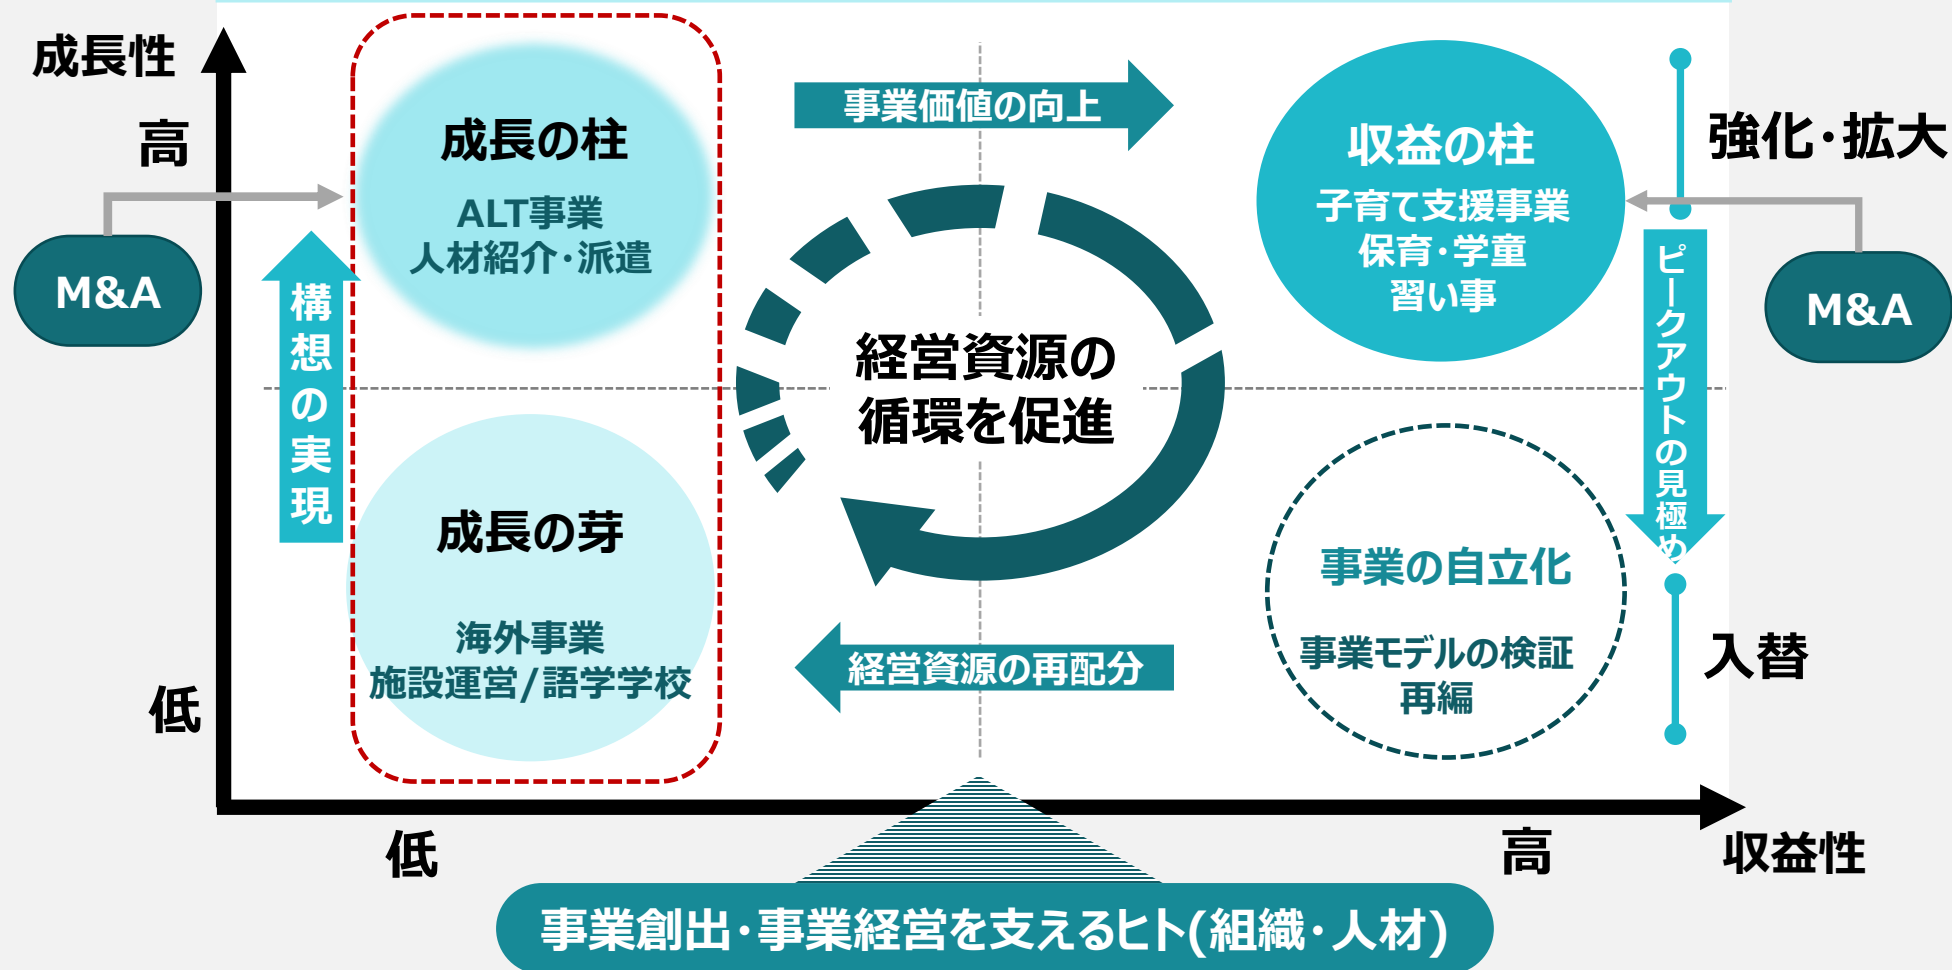 成長性
高
低
M&A
構想の実現
成長の柱
ALT事業
人材紹介・派遣
成長の芽
海外事業
施設運営/語学学校
事業価値の向上
経営資源の
循環を促進
経営資源の再配分
収益の柱
子育て支援事業
保育・学童
習い事
事業の自立化
事業モデルの検証
再編
強化・拡大
ピークアウトの見極め
M&A
入替
低
高
収益性
事業創出・事業経営を支えるヒト(組織・人材)